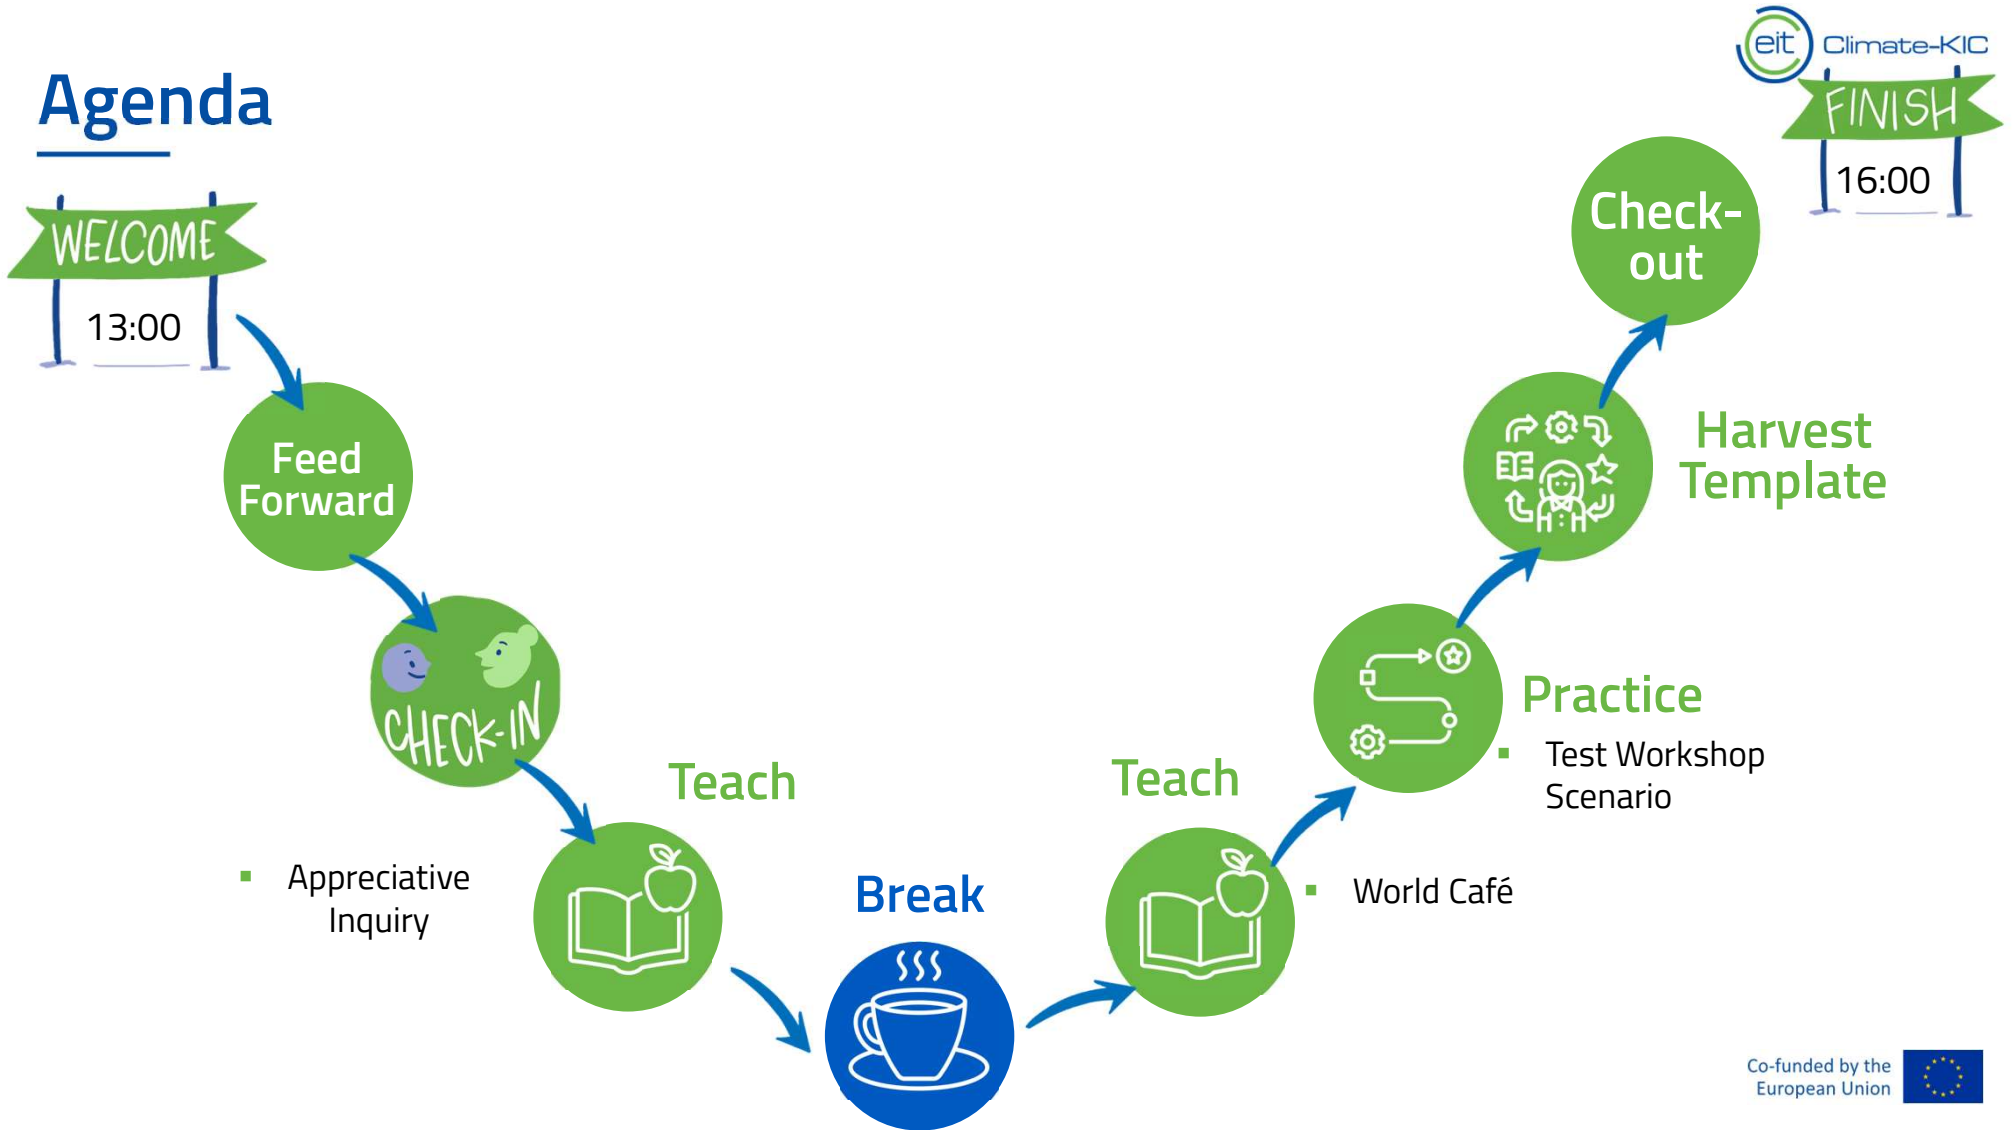 Agenda
eit Climate-KIC
WELCOME
13:00
Feed
Forward
CHECK-IN
Teach
▪ Appreciative
Inquiry
Break
Teach
▪ World Café
Practice
▪ Test Workshop
Scenario
Harvest
Template
Check-
out
FINISH
16:00
Co-funded by the
European Union